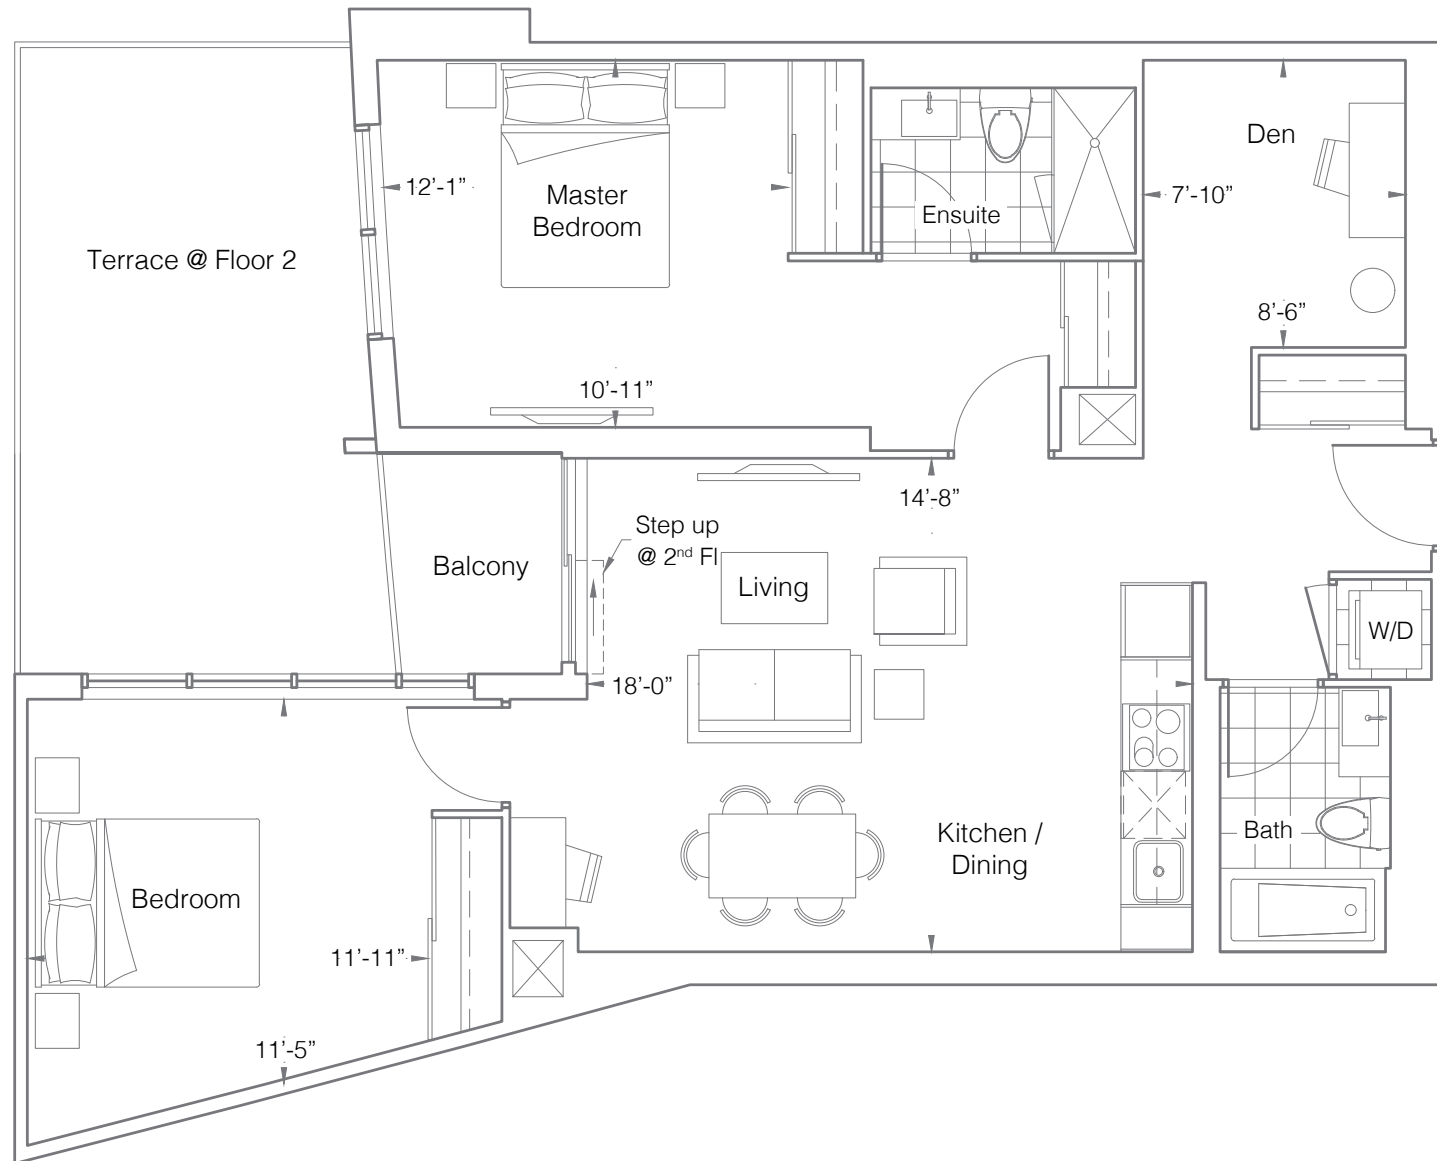 Den
12’-1”
Master
Bedroom
7’-10”
Ensuite
Terrace @ Floor 2
8’-6”
10’-11”
14’-8”
Step up
@ 2nd Fl
Balcony
Living
W/D
18’-0”
Kitchen /
Dining
Bath
Bedroom
11’-11”
11’-5”